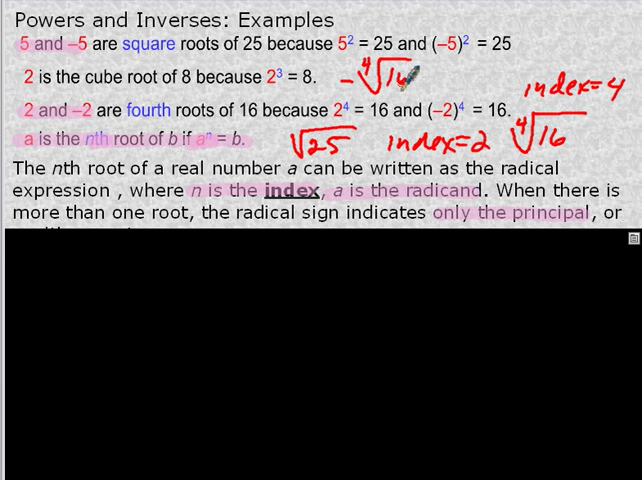 Powers and Inverses: Examples
5 and –5 are square roots of 25 because 5² = 25 and (–5)² = 25
2 is the cube root of 8 because 2³ = 8.
-∜16
index=4
2 and –2 are fourth roots of 16 because 2⁴ = 16 and (–2)⁴ = 16.
a is the nth root of b if aⁿ = b.
√25 index=2 ∜16
The nth root of a real number a can be written as the radical
expression , where n is the index, a is the radicand. When there is
more than one root, the radical sign indicates only the principal, or